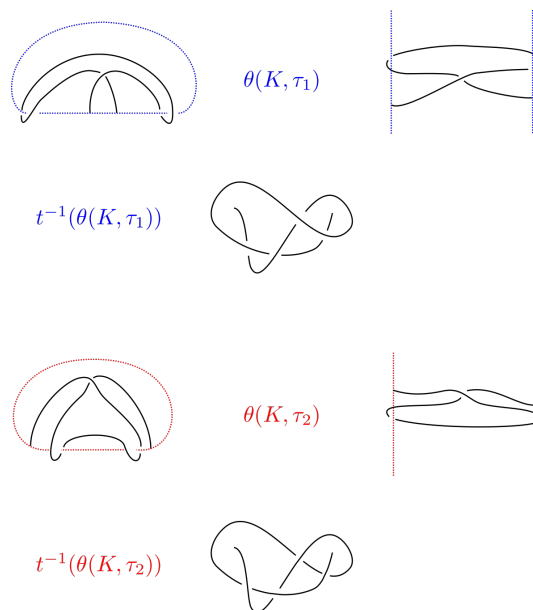 θ(K, τ₁)
t⁻¹(θ(K, τ₁))
θ(K, τ₂)
t⁻¹(θ(K, τ₂))